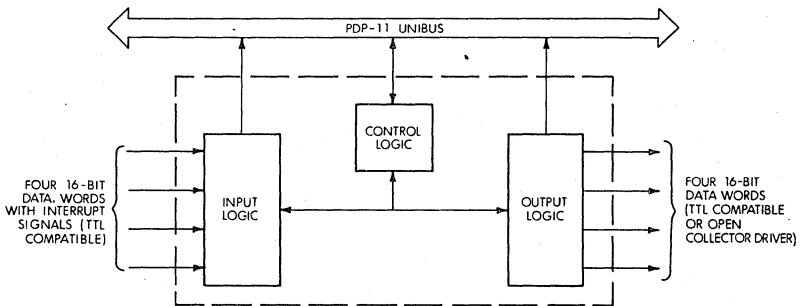 PDP-11 UNIBUS
CONTROL
LOGIC
FOUR 16-BIT
DATA. WORDS
WITH INTERRUPT
SIGNALS (TTL
COMPATIBLE)
INPUT
LOGIC
OUTPUT
LOGIC
FOUR 16-BIT
DATA WORDS
(TTL COMPATIBLE
OR OPEN
COLLECTOR DRIVER)